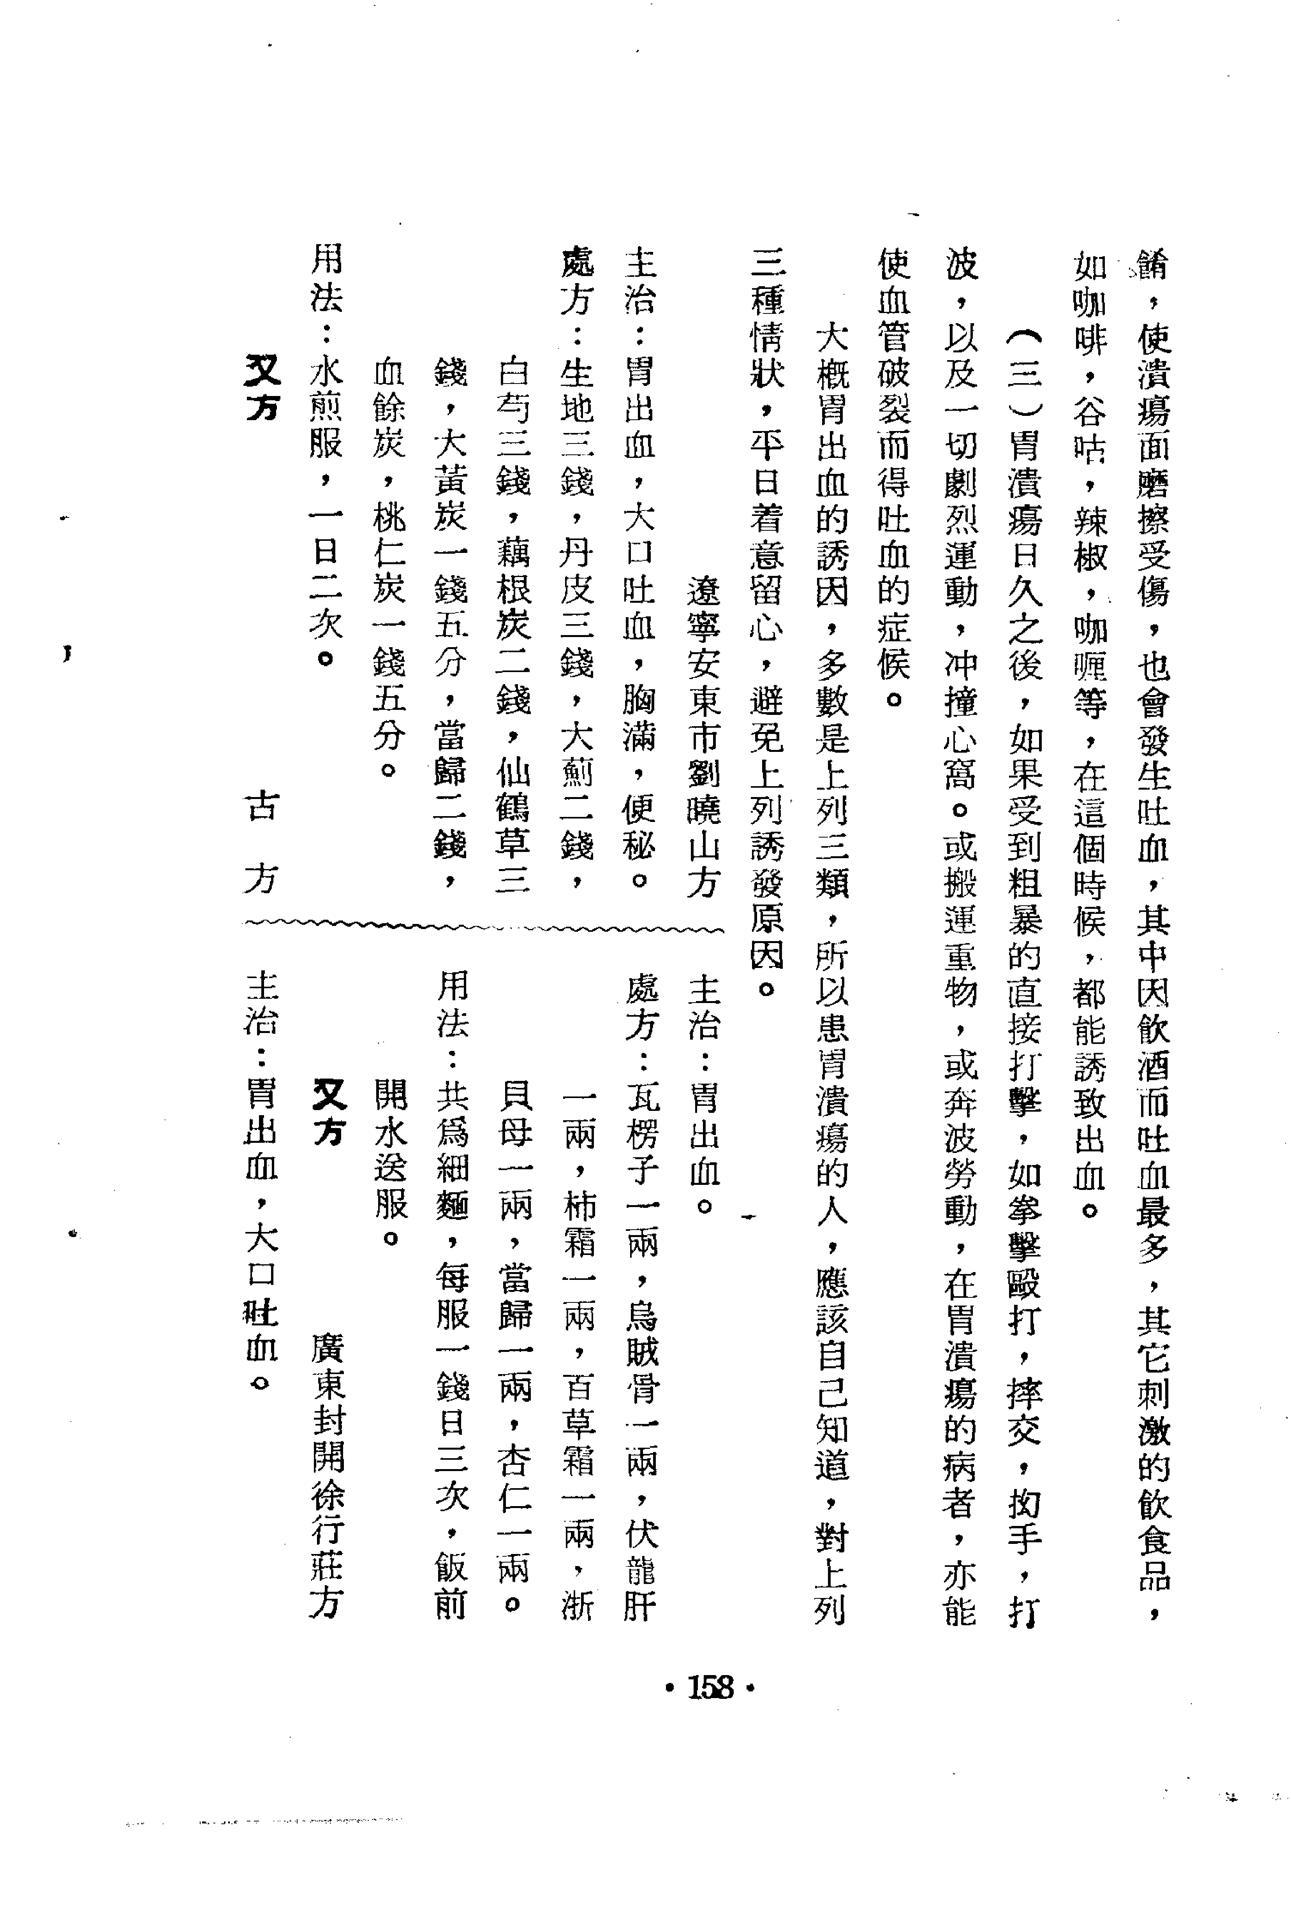 餚，使潰瘍面磨擦受傷，也會發生吐血，其中因飲酒而吐血最多，其它刺激的飲食品，
如咖啡，谷咕，辣椒，咖喱等，在這個時候，都能誘致出血。
（三）胃潰瘍日久之後，如果受到粗暴的直接打擊，如拳擊毆打，摔交，抝手，打
波，以及一切劇烈運動，冲撞心窩。或搬運重物，或奔波勞動，在胃潰瘍的病者，亦能
使血管破裂而得吐血的症候。
大概胃出血的誘因，多數是上列三類，所以患胃潰瘍的人，應該自己知道，對上列
三種情狀，平日着意留心，避免上列誘發原因。
遼寧安東市劉曉山方
主治：胃出血，大口吐血，胸滿，便秘。
處方：生地三錢，丹皮三錢，大薊二錢，
白芍三錢，藕根炭二錢，仙鶴草三
錢，大黃炭一錢五分，當歸二錢，
血餘炭，桃仁炭一錢五分。
用法：水煎服，一日二次。
又方　古方
主治：胃出血。
處方：瓦楞子一兩，烏賊骨一兩，伏龍肝
一兩，柿霜一兩，百草霜一兩，浙
貝母一兩，當歸一兩，杏仁一兩。
用法：共爲細麵，每服一錢日三次，飯前
開水送服。
又方　廣東封開徐行莊方
主治：胃出血，大口吐血。
·158·